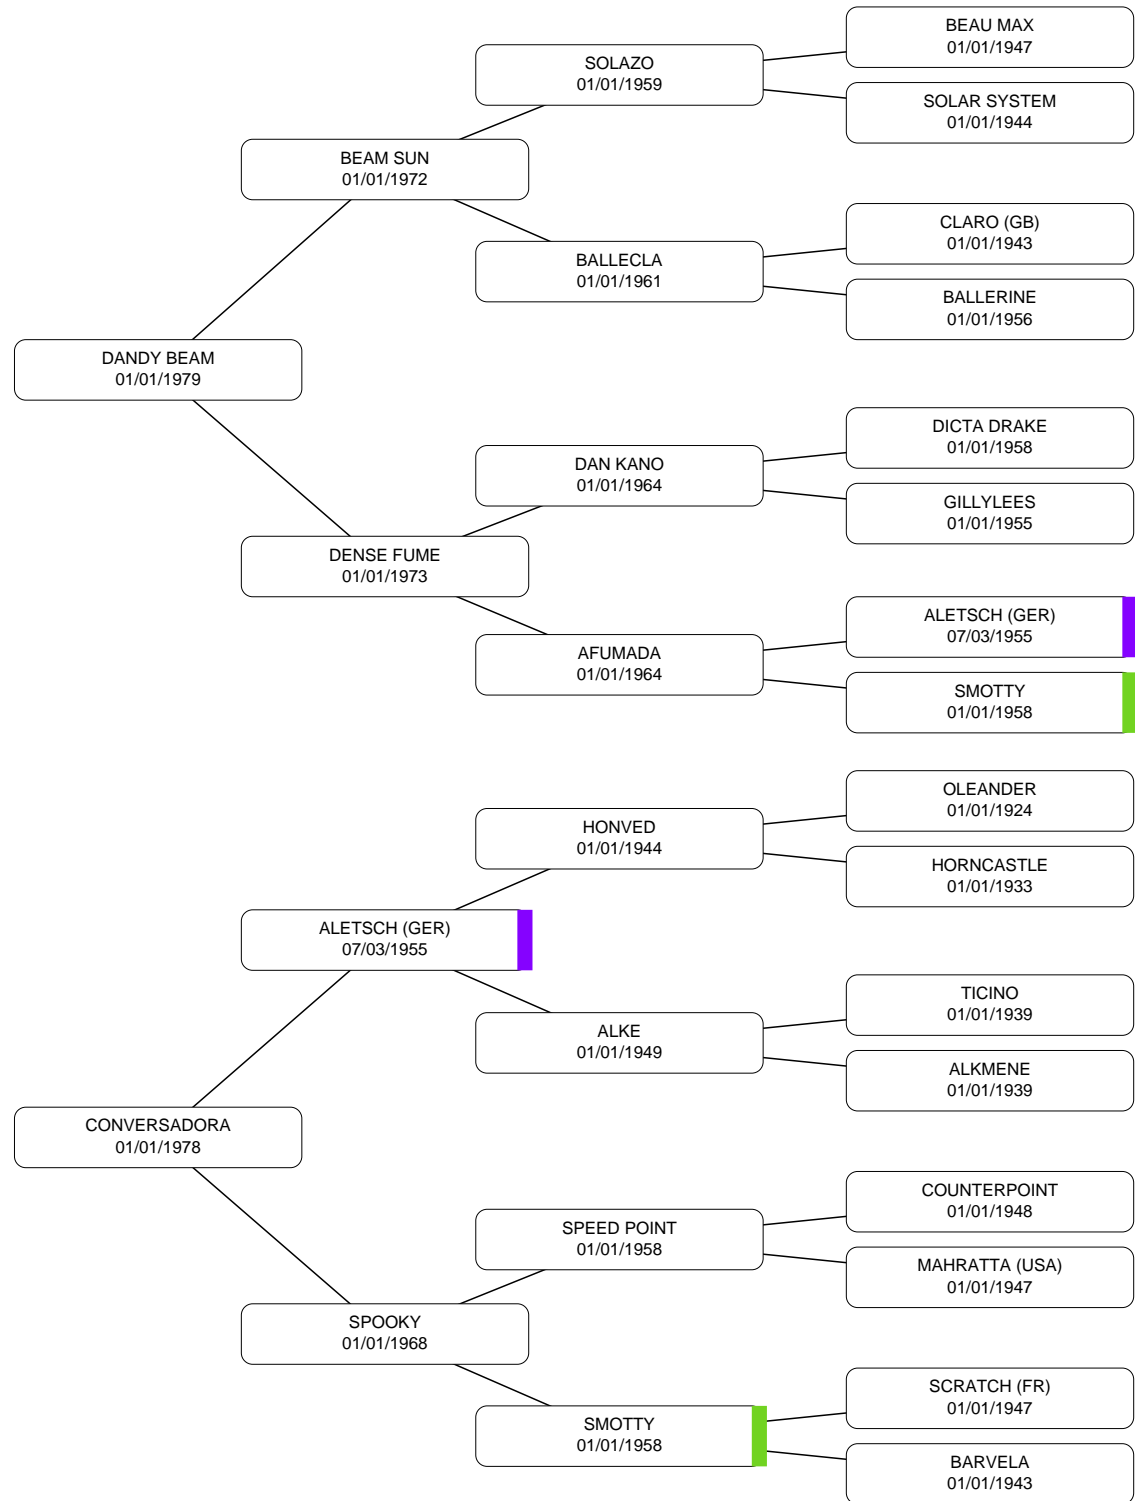 BEAU MAX
01/01/1947
SOLAZO
01/01/1959
SOLAR SYSTEM
01/01/1944
BEAM SUN
01/01/1972
CLARO (GB)
01/01/1943
BALLECLA
01/01/1961
BALLERINE
01/01/1956
DANDY BEAM
01/01/1979
DICTA DRAKE
01/01/1958
DAN KANO
01/01/1964
GILLYLEES
01/01/1955
DENSE FUME
01/01/1973
ALETSCH (GER)
07/03/1955
AFUMADA
01/01/1964
SMOTTY
01/01/1958
OLEANDER
01/01/1924
HONVED
01/01/1944
HORNCASTLE
01/01/1933
ALETSCH (GER)
07/03/1955
TICINO
01/01/1939
ALKE
01/01/1949
ALKMENE
01/01/1939
CONVERSADORA
01/01/1978
COUNTERPOINT
01/01/1948
SPEED POINT
01/01/1958
MAHRATTA (USA)
01/01/1947
SPOOKY
01/01/1968
SCRATCH (FR)
01/01/1947
SMOTTY
01/01/1958
BARVELA
01/01/1943